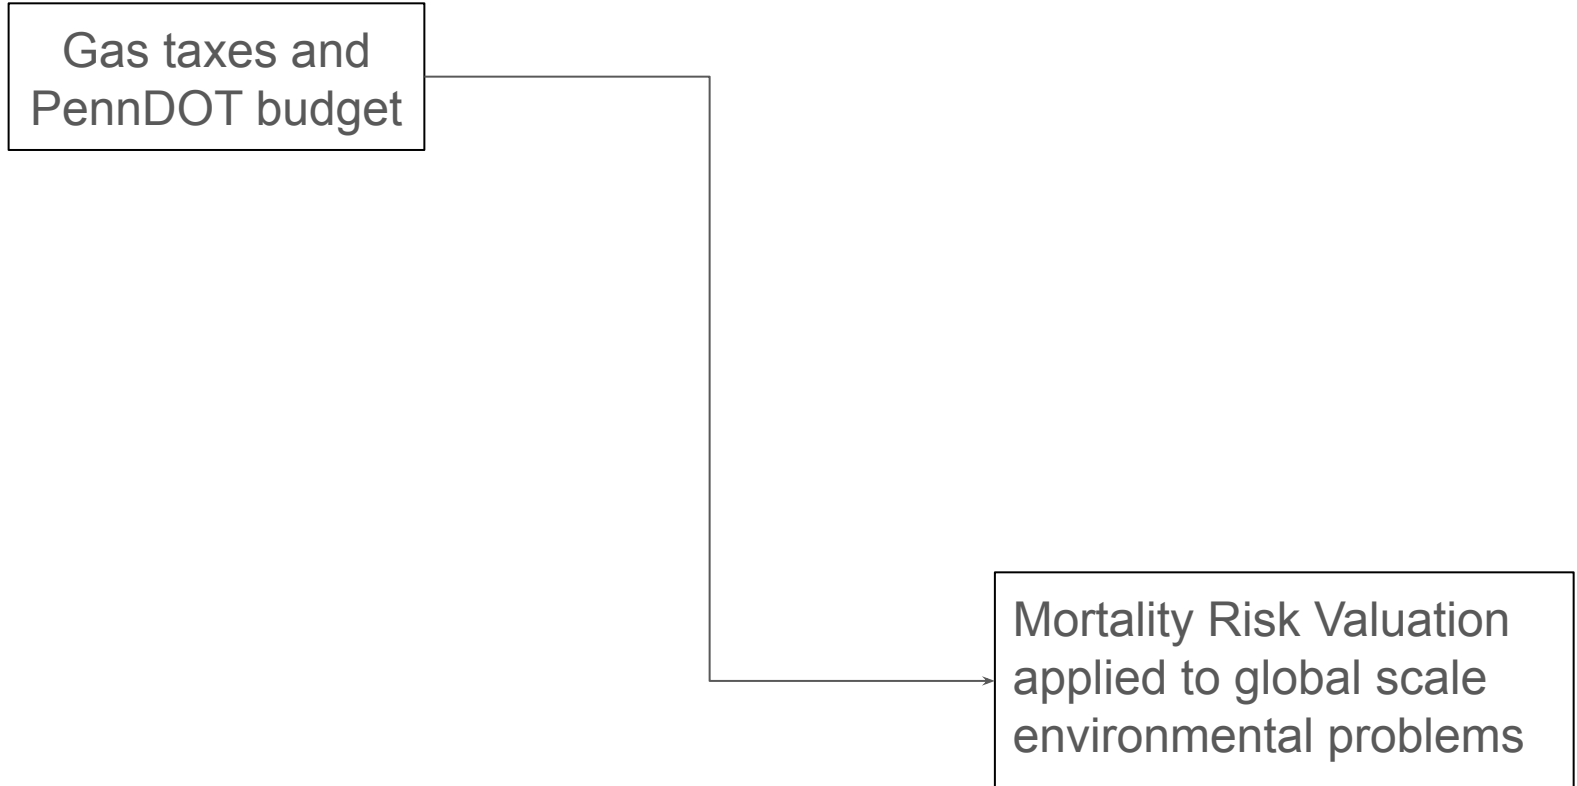 Gas taxes and
PennDOT budget
Mortality Risk Valuation
applied to global scale
environmental problems